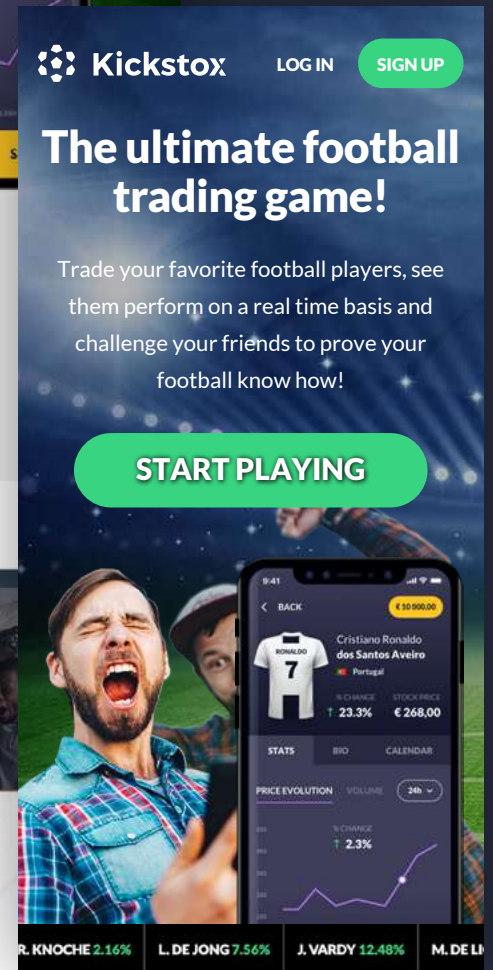 Kickstox
LOG IN
SIGN UP
The ultimate football
trading game!
Trade your favorite football players, see
them perform on a real time basis and
challenge your friends to prove your
football know how!
START PLAYING
9:41
BACK
€ 10 000,00
RONALDO
7
Cristiano Ronaldo
dos Santos Aveiro
Portugal
% CHANGE
STOCK PRICE
↑ 23.3%
€ 268,00
STATS
BIO
CALENDAR
PRICE EVOLUTION
VOLUME
24h
% CHANGE
↑ 2.3%
R. KNOCHE 2.16%
L. DE JONG 7.56%
J. VARDY 12.48%
M. DE LI